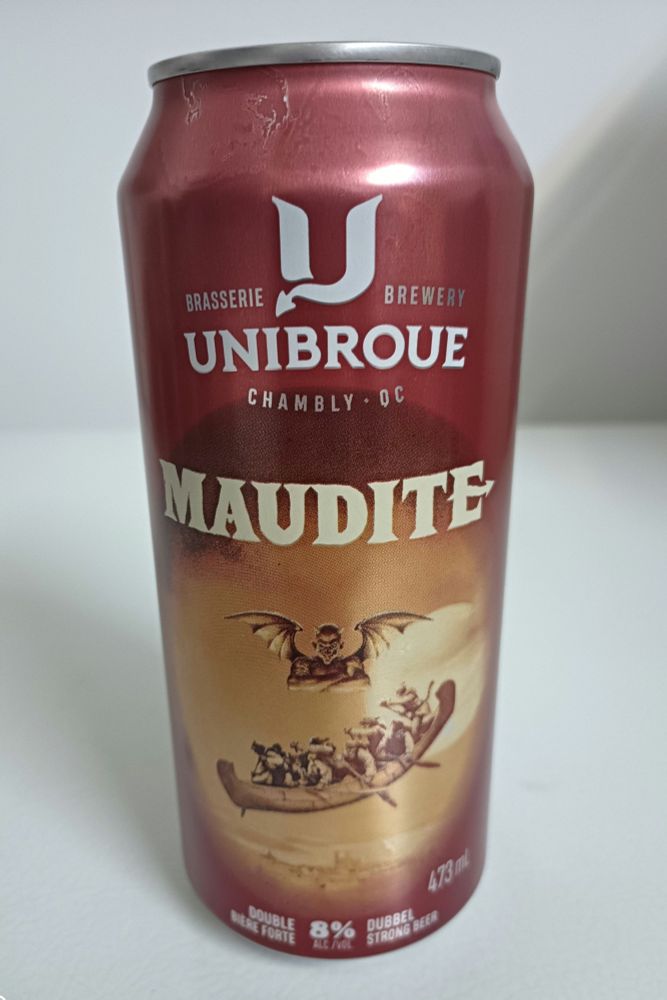 U
BRASSERIE BREWERY
UNIBROUE
CHAMBLY · QC
MAUDITE
473 mL
DOUBLE
BIÈRE FORTE
8%
ALC./VOL.
DUBBEL
STRONG BEER